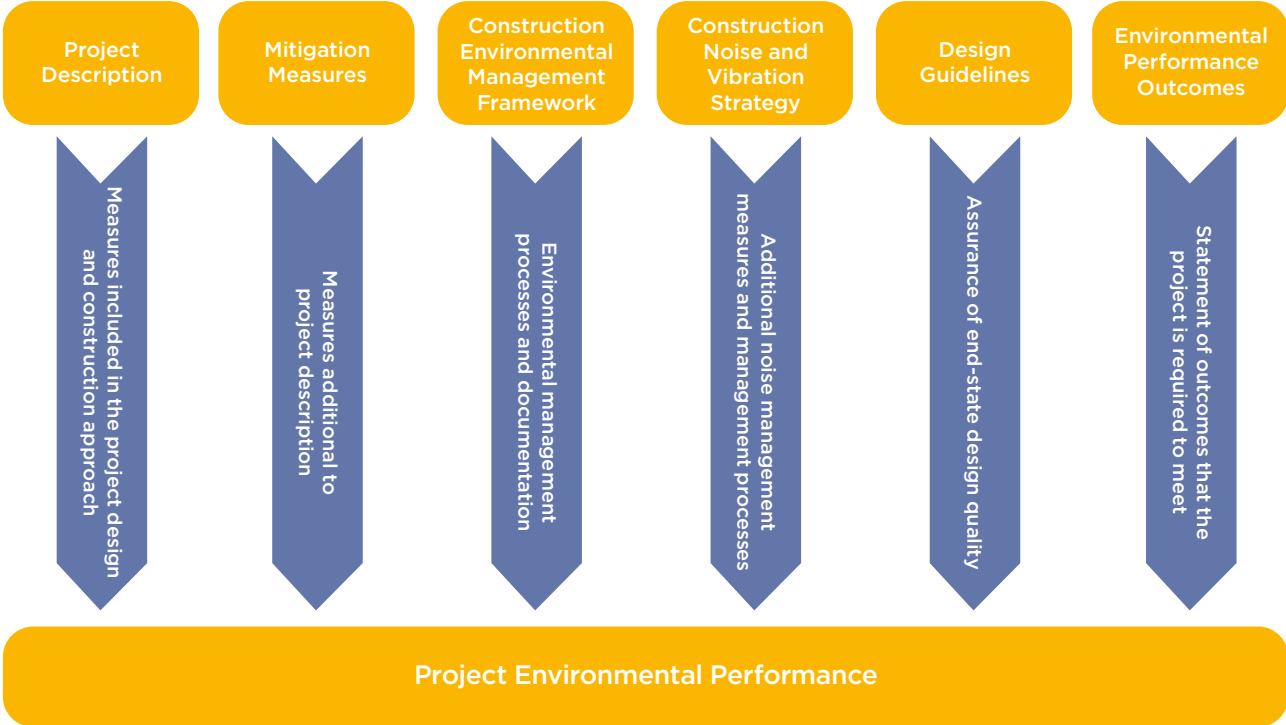 Project
Description
Mitigation
Measures
Construction
Environmental
Management
Framework
Construction
Noise and
Vibration
Strategy
Design
Guidelines
Environmental
Performance
Outcomes
Measures included in the project design
and construction approach
Measures additional to
project description
Environmental management
processes and documentation
Additional noise management
measures and management processes
Assurance of end-state design quality
Statement of outcomes that the
project is required to meet
Project Environmental Performance